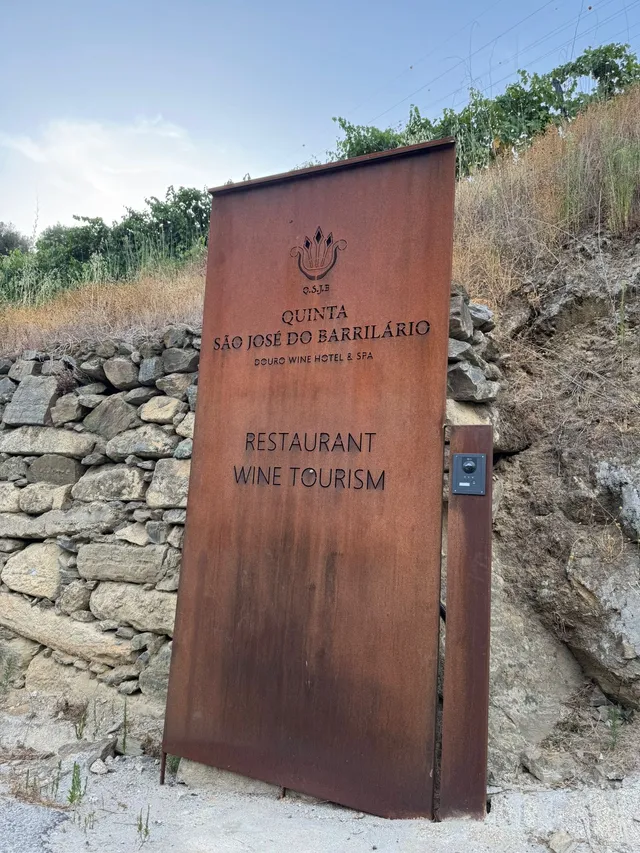 Q.S.J.B
QUINTA
SÃO JOSÉ DO BARRILÁRIO
DOURO WINE HOTEL & SPA
RESTAURANT
WINE TOURISM